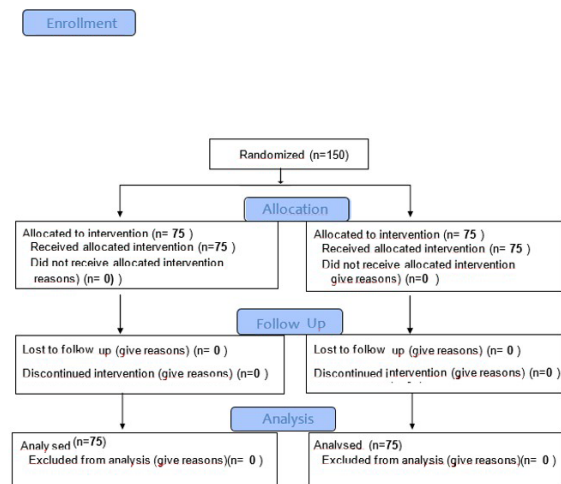 Enrollment
Randomized (n=150)
Allocation
Allocated to intervention (n= 75 )
Received allocated intervention (n=75 )
Did not receive allocated intervention
reasons) (n= 0) )
Allocated to intervention (n= 75 )
Received allocated intervention (n= 75 )
Did not receive allocated intervention
give reasons) (n=0 )
Follow Up
Lost to follow up (give reasons) (n= 0 )
Discontinued intervention (give reasons) (n=0 )
Lost to follow up (give reasons) (n= 0 )
Discontinued intervention (give reasons) (n=0 )
Analysis
Analysed (n=75)
Excluded from analysis (give reasons)(n= 0 )
Analysed (n=75)
Excluded from analysis (give reasons)(n= 0 )